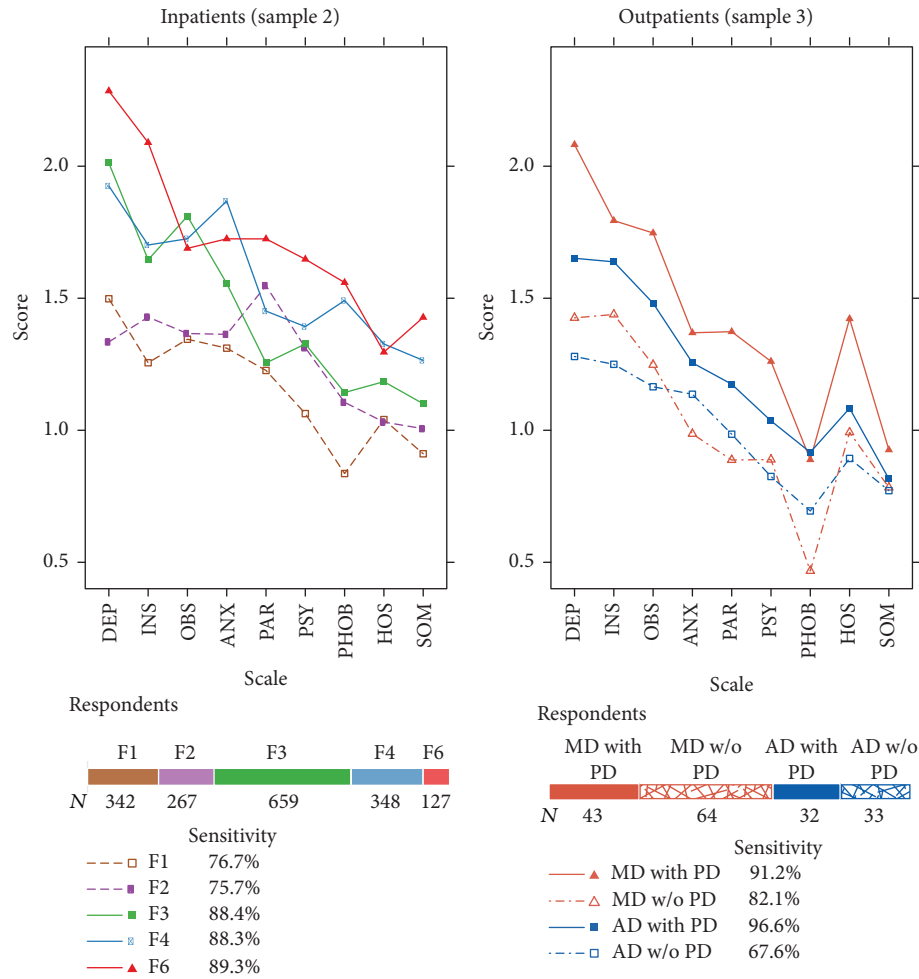 Inpatients (sample 2)
Score
2.0
1.5
1.0
0.5
DEP
INS
OBS
ANX
PAR
PSY
PHOB
HOS
SOM
Scale
Respondents
F1 F2 F3 F4 F6
N 342 267 659 348 127
Sensitivity
F1 76.7%
F2 75.7%
F3 88.4%
F4 88.3%
F6 89.3%
Outpatients (sample 3)
Score
2.0
1.5
1.0
0.5
DEP
INS
OBS
ANX
PAR
PSY
PHOB
HOS
SOM
Scale
Respondents
MD with PD MD w/o PD AD with PD AD w/o PD
N 43 64 32 33
Sensitivity
MD with PD 91.2%
MD w/o PD 82.1%
AD with PD 96.6%
AD w/o PD 67.6%